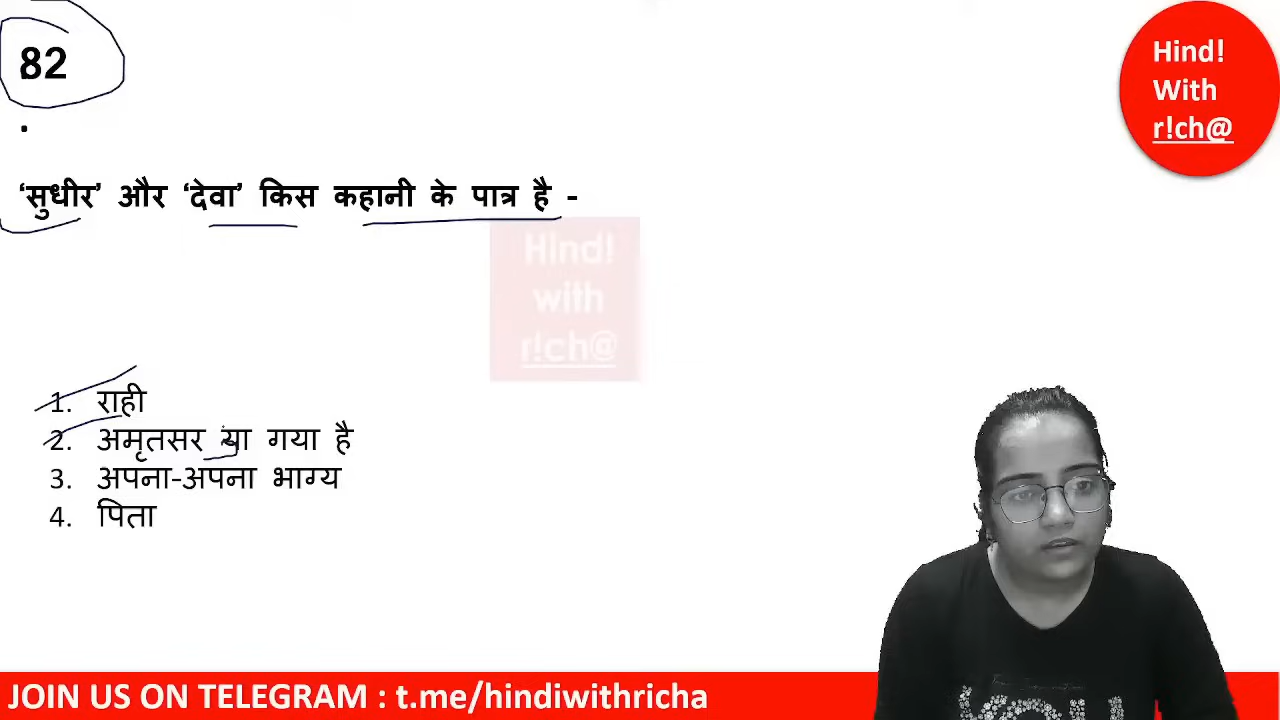 82
.
Hind!
With
r!ch@
‘सुधीर’ और ‘देवा’ किस कहानी के पात्र है -
Hind!
with
r!ch@
1. राही
2. अमृतसर या गया है
3. अपना-अपना भाग्य
4. पिता
YOU
JOIN US ON TELEGRAM : t.me/hindiwithricha